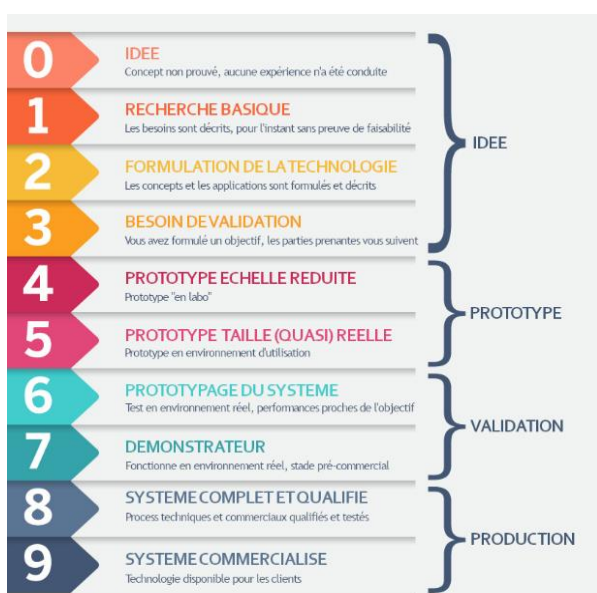 0
IDEE
Concept non prouvé, aucune expérience n'a été conduite
1
RECHERCHE BASIQUE
Les besoins sont décrits, pour l'instant sans preuve de faisabilité
2
FORMULATION DE LA TECHNOLOGIE
Les concepts et les applications sont formulés et décrits
3
BESOIN DE VALIDATION
Vous avez formulé un objectif, les parties prenantes vous suivent
IDEE
4
PROTOTYPE ECHELLE REDUITE
Prototype "en labo"
5
PROTOTYPE TAILLE (QUASI) REELLE
Prototype en environnement d'utilisation
PROTOTYPE
6
PROTOTYPAGE DU SYSTEME
Test en environnement réel, performances proches de l'objectif
7
DEMONSTRATEUR
Fonctionne en environnement réel, stade pré-commercial
VALIDATION
8
SYSTEME COMPLET ET QUALIFIE
Process techniques et commerciaux qualifiés et testés
9
SYSTEME COMMERCIALISE
Technologie disponible pour les clients
PRODUCTION